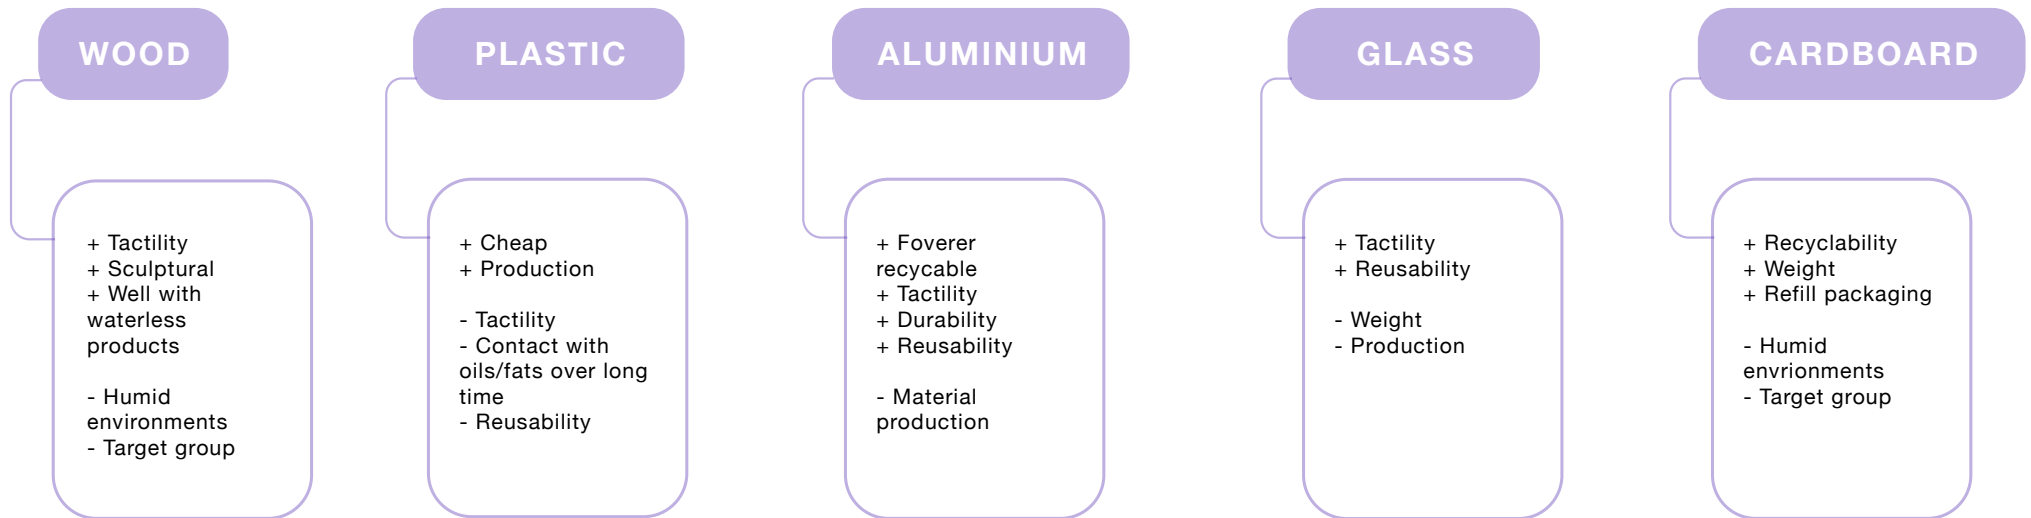 WOOD
+ Tactility
+ Sculptural
+ Well with
waterless
products
- Humid
environments
- Target group
PLASTIC
+ Cheap
+ Production
- Tactility
- Contact with
oils/fats over long
time
- Reusability
ALUMINIUM
+ Foverer
recycable
+ Tactility
+ Durability
+ Reusability
- Material
production
GLASS
+ Tactility
+ Reusability
- Weight
- Production
CARDBOARD
+ Recyclability
+ Weight
+ Refill packaging
- Humid
envrionments
- Target group